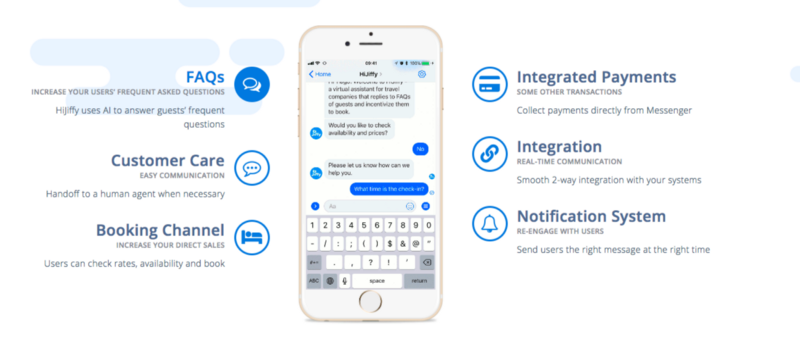 FAQs
INCREASE YOUR USERS' FREQUENT ASKED QUESTIONS
HiJiffy uses AI to answer guests' frequent
questions
Customer Care
EASY COMMUNICATION
Handoff to a human agent when necessary
Booking Channel
INCREASE YOUR DIRECT SALES
Users can check rates, availability and book
09:41
100%
Home
HiJiffy
a virtual assistant for travel
companies that replies to FAQs
of guests and incentivize them
to book.
Would you like to check
availability and prices?
No
Please let us know how can we
help you.
What time is the check-in?
Aa
1 2 3 4 5 6 7 8 9 0
- / : ; ( ) $ & @ "
#+= . , ? ! '
ABC space return
Integrated Payments
SOME OTHER TRANSACTIONS
Collect payments directly from Messenger
Integration
REAL-TIME COMMUNICATION
Smooth 2-way integration with your systems
Notification System
RE-ENGAGE WITH USERS
Send users the right message at the right time